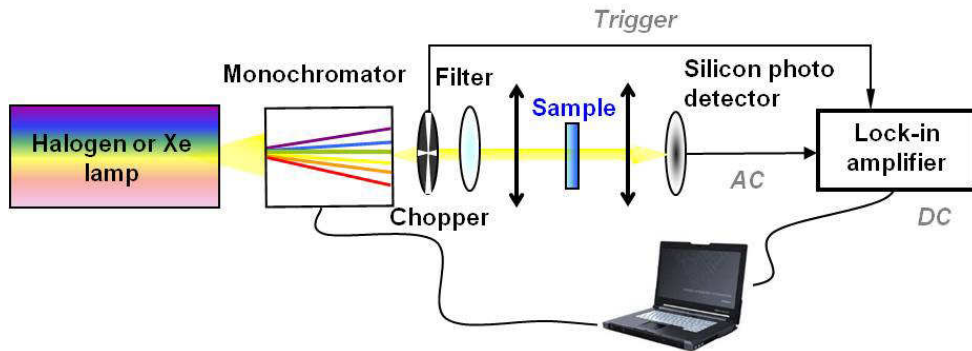 Trigger
Monochromator
Filter
Silicon photo
detector
Sample
Halogen or Xe
lamp
Lock-in
amplifier
AC
Chopper
DC